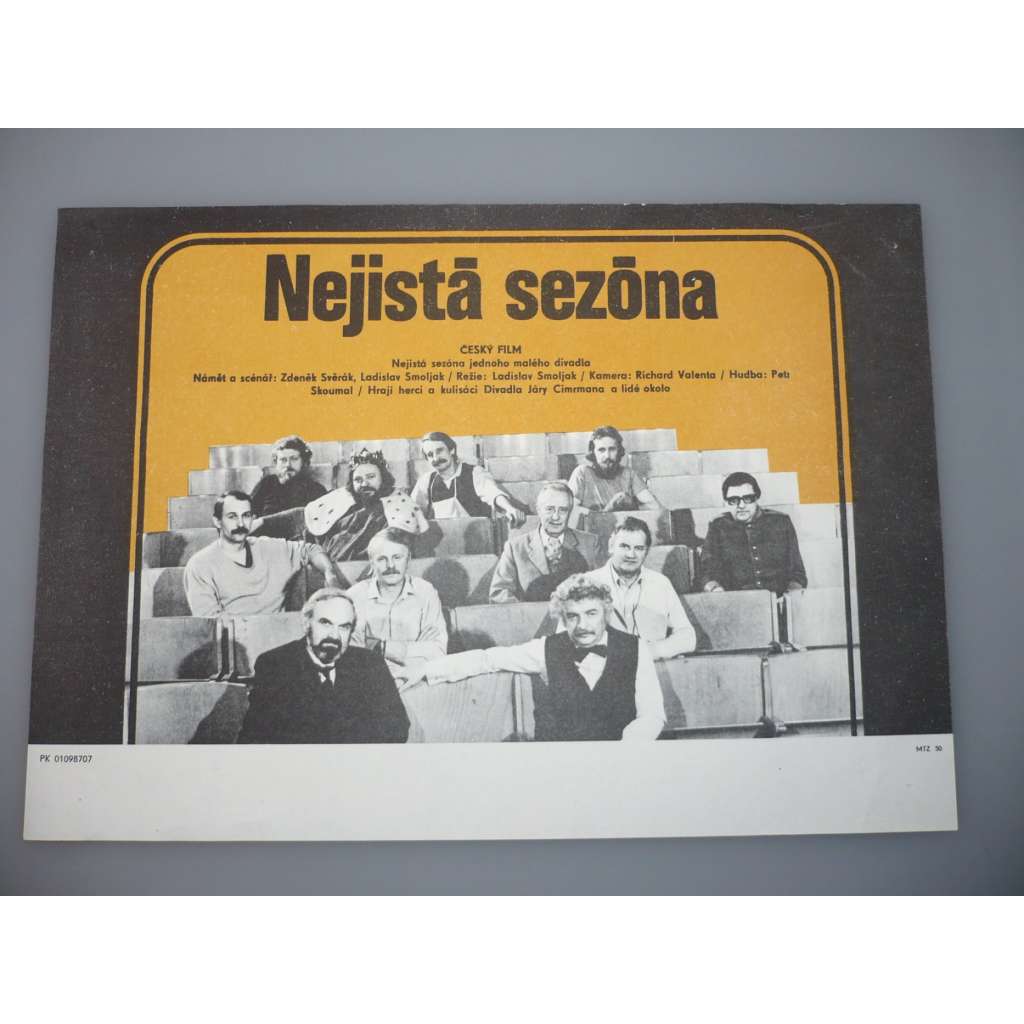 Nejistá sezóna
ČESKÝ FILM
Nejistá sezóna jednoho malého divadla
Námět a scénář: Zdeněk Svěrák, Ladislav Smoljak / Režie: Ladislav Smoljak / Kamera: Richard Valenta / Hudba: Petr
Skoumal / Hrají herci a kulisáci Divadla Járy Cimrmana a lidé okolo
PK 01098707
MTZ 50